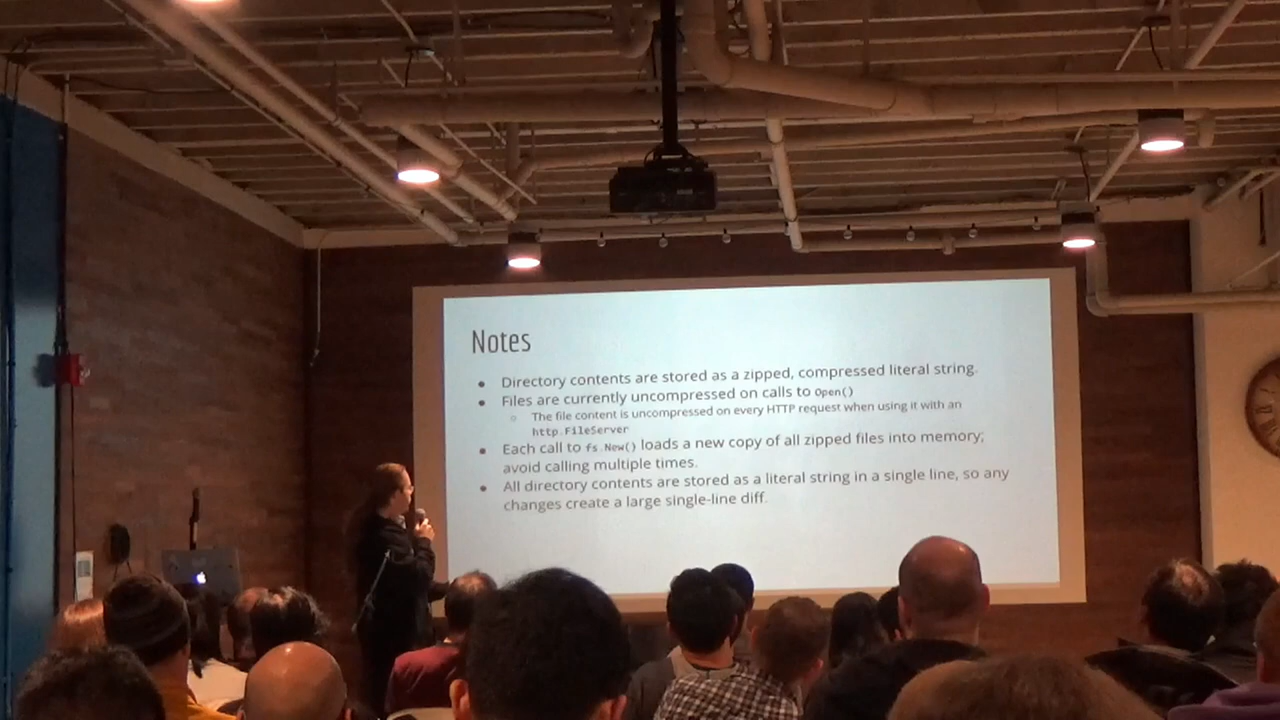 Notes
● Directory contents are stored as a zipped, compressed literal string.
● Files are currently uncompressed on calls to Open()
○ The file content is uncompressed on every HTTP request when using it with an
http.FileServer
● Each call to fs.New() loads a new copy of all zipped files into memory;
avoid calling multiple times.
● All directory contents are stored as a literal string in a single line, so any
changes create a large single-line diff.